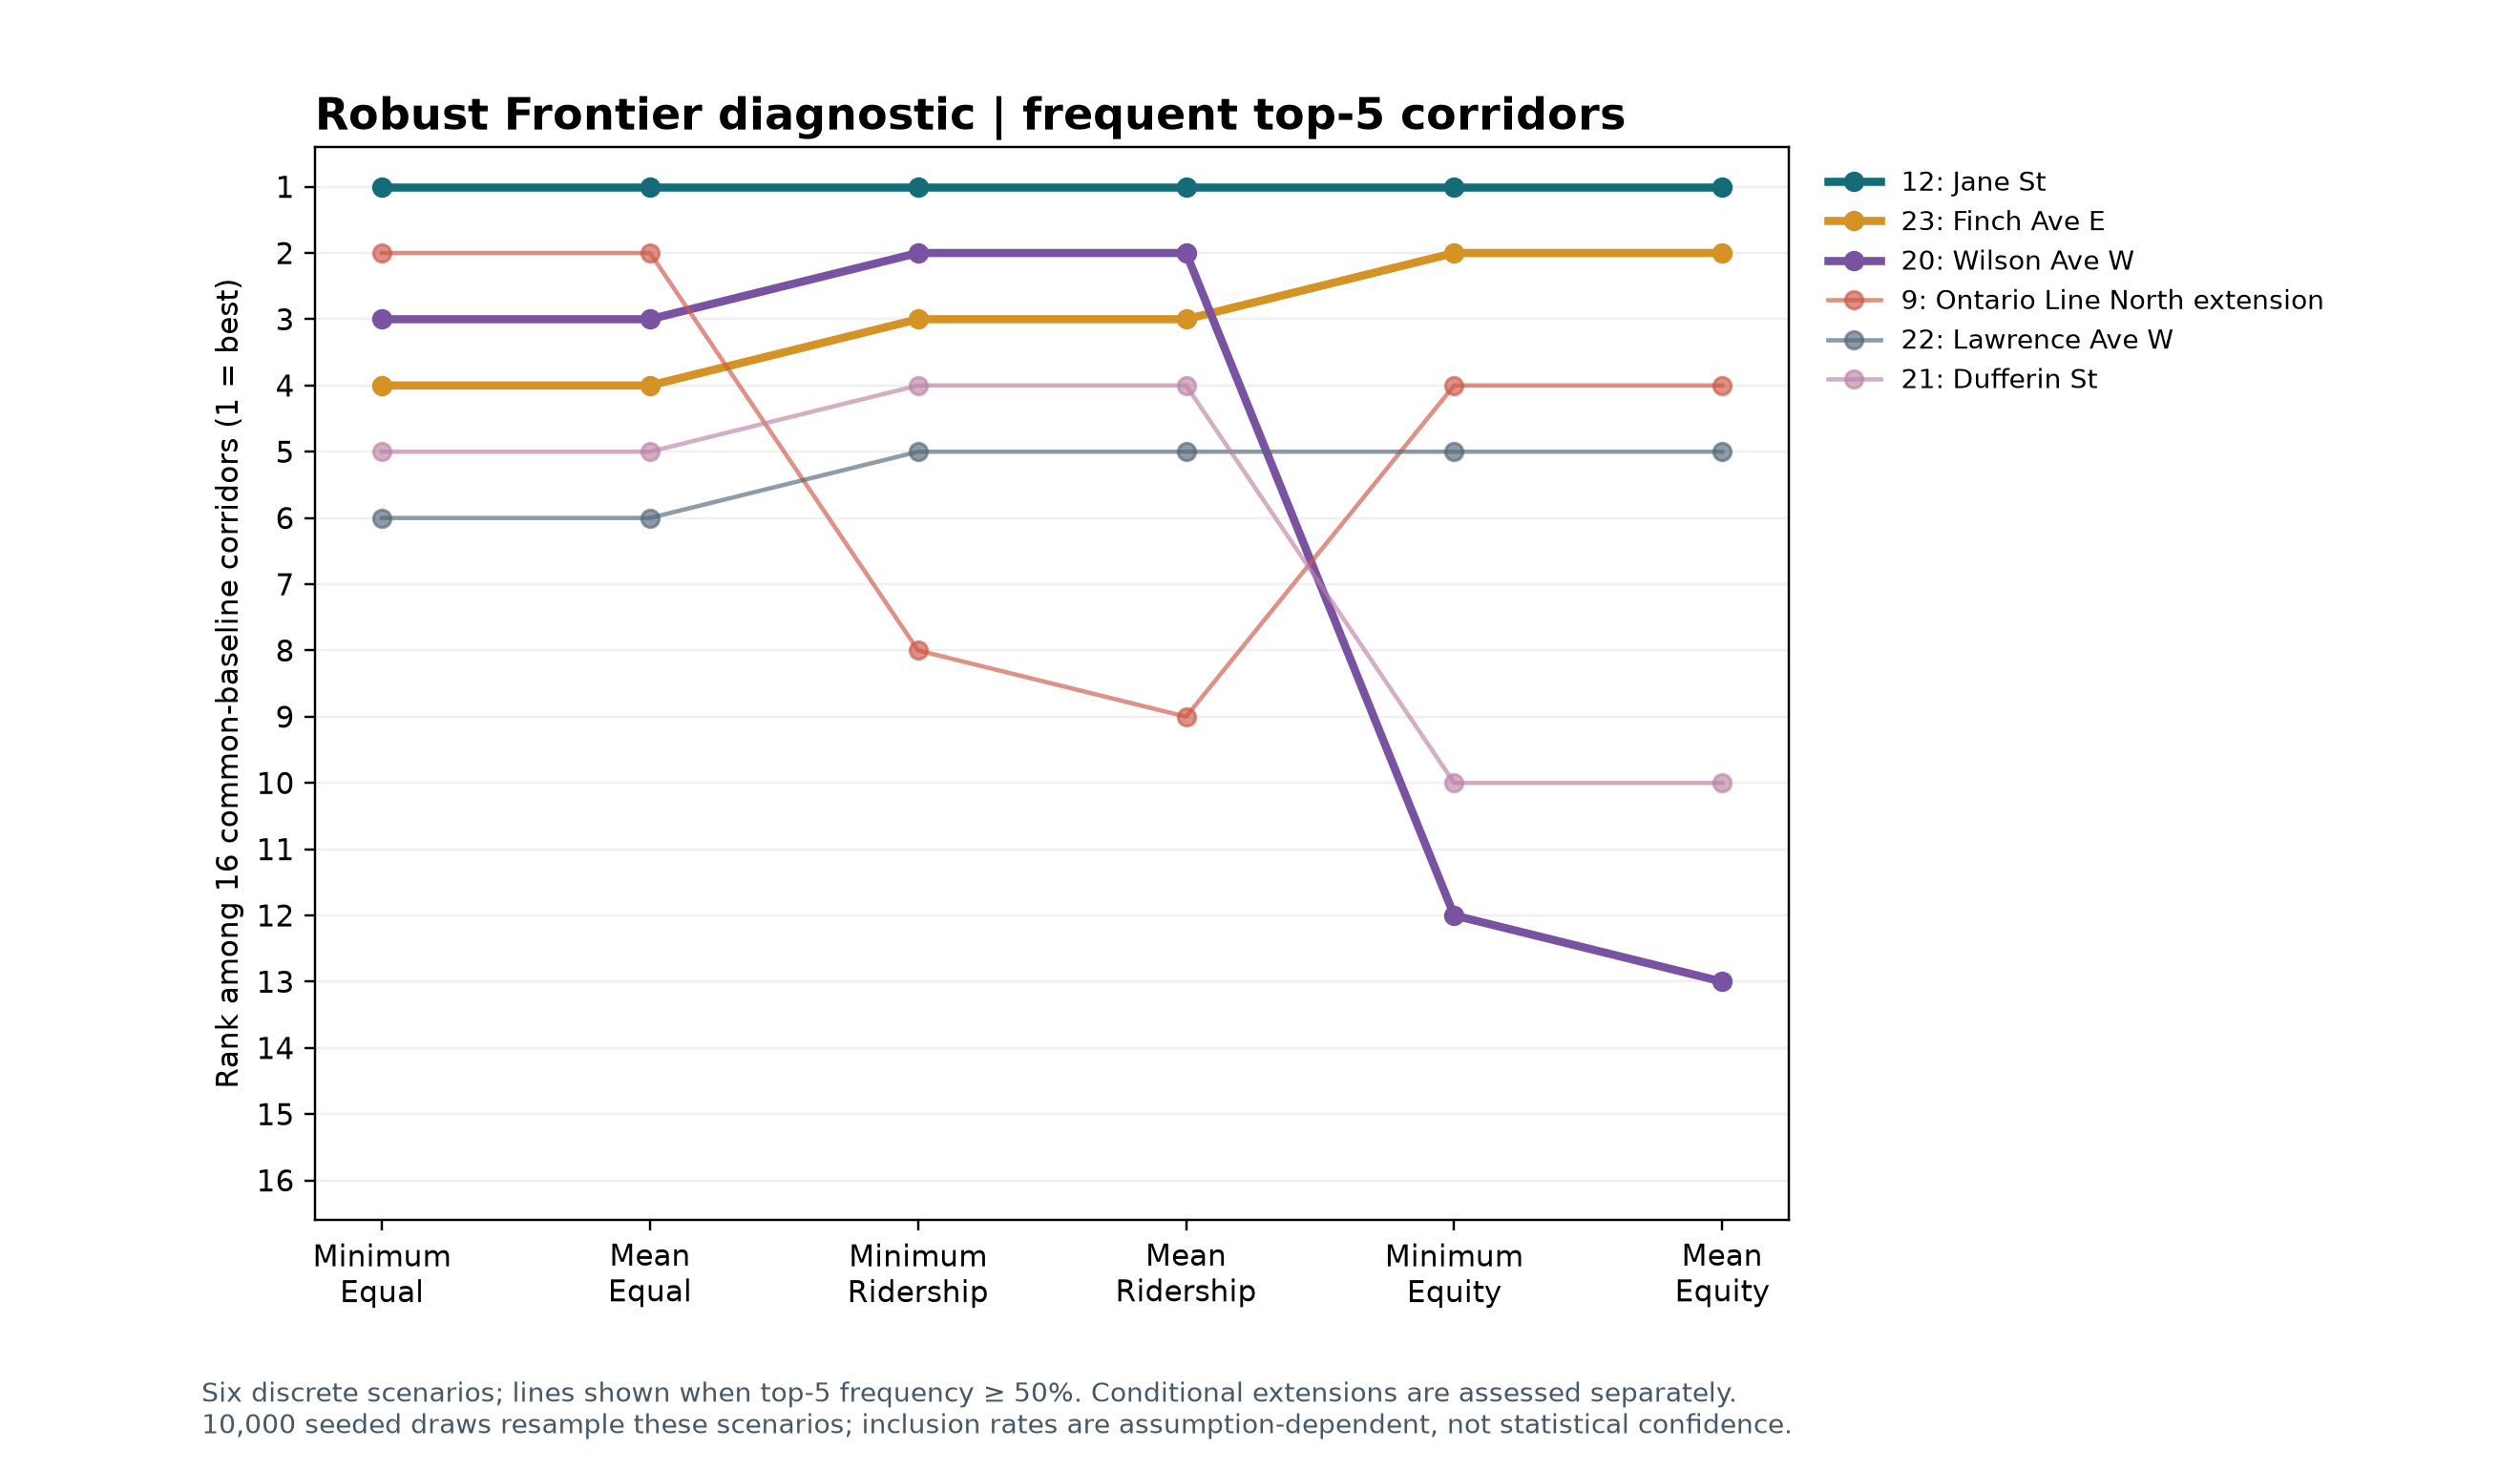 Robust Frontier diagnostic | frequent top-5 corridors
Rank among 16 common-baseline corridors (1 = best)
1
2
3
4
5
6
7
8
9
10
11
12
13
14
15
16
Minimum
Equal
Mean
Equal
Minimum
Ridership
Mean
Ridership
Minimum
Equity
Mean
Equity
12: Jane St
23: Finch Ave E
20: Wilson Ave W
9: Ontario Line North extension
22: Lawrence Ave W
21: Dufferin St
Six discrete scenarios; lines shown when top-5 frequency ≥ 50%. Conditional extensions are assessed separately.
10,000 seeded draws resample these scenarios; inclusion rates are assumption-dependent, not statistical confidence.